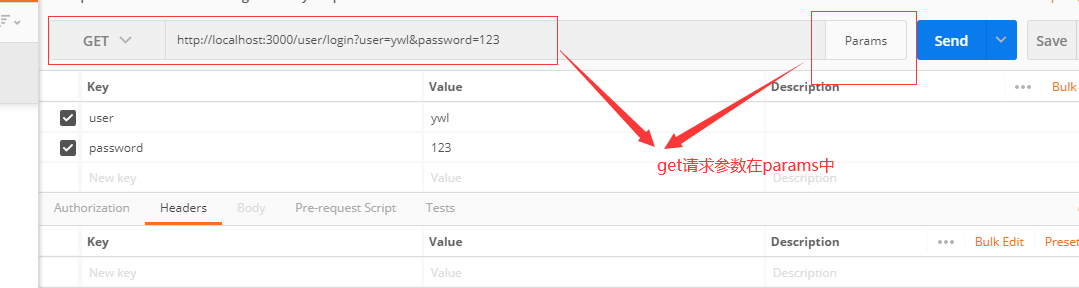 GET http://localhost:3000/user/login?user=ywl&password=123 Params Send Save
Key Value Description ••• Bulk
user ywl
password 123
get请求参数在params中
New key Value Description
Authorization Headers Body Pre-request Script Tests
Key Value Description ••• Bulk Edit Preset
New key Value Description